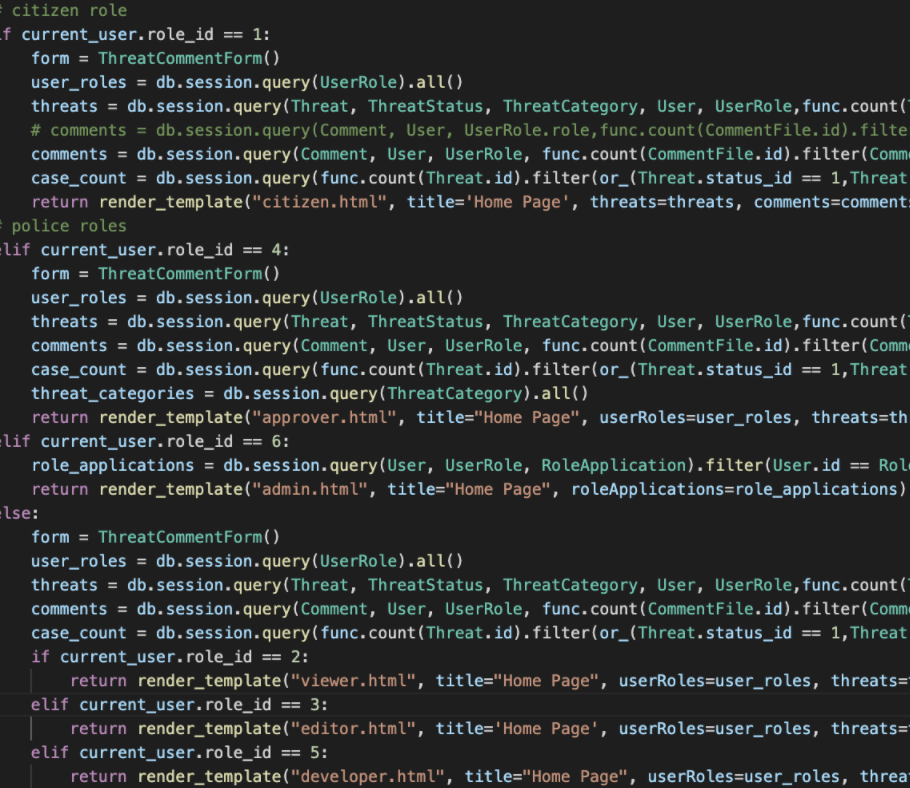 # citizen role
if current_user.role_id == 1:
    form = ThreatCommentForm()
    user_roles = db.session.query(UserRole).all()
    threats = db.session.query(Threat, ThreatStatus, ThreatCategory, User, UserRole,func.count(
    # comments = db.session.query(Comment, User, UserRole.role,func.count(CommentFile.id).filte
    comments = db.session.query(Comment, User, UserRole, func.count(CommentFile.id).filter(Comm
    case_count = db.session.query(func.count(Threat.id).filter(or_(Threat.status_id == 1,Threat
    return render_template("citizen.html", title='Home Page', threats=threats, comments=comment
# police roles
elif current_user.role_id == 4:
    form = ThreatCommentForm()
    user_roles = db.session.query(UserRole).all()
    threats = db.session.query(Threat, ThreatStatus, ThreatCategory, User, UserRole,func.count(
    comments = db.session.query(Comment, User, UserRole, func.count(CommentFile.id).filter(Comm
    case_count = db.session.query(func.count(Threat.id).filter(or_(Threat.status_id == 1,Threat
    threat_categories = db.session.query(ThreatCategory).all()
    return render_template("approver.html", title="Home Page", userRoles=user_roles, threats=th
elif current_user.role_id == 6:
    role_applications = db.session.query(User, UserRole, RoleApplication).filter(User.id == Rol
    return render_template("admin.html", title="Home Page", roleApplications=role_applications)
else:
    form = ThreatCommentForm()
    user_roles = db.session.query(UserRole).all()
    threats = db.session.query(Threat, ThreatStatus, ThreatCategory, User, UserRole,func.count(
    comments = db.session.query(Comment, User, UserRole, func.count(CommentFile.id).filter(Comm
    case_count = db.session.query(func.count(Threat.id).filter(or_(Threat.status_id == 1,Threat
    if current_user.role_id == 2:
        return render_template("viewer.html", title="Home Page", userRoles=user_roles, threats=
    elif current_user.role_id == 3:
        return render_template("editor.html", title='Home Page', userRoles=user_roles, threats=
    elif current_user.role_id == 5:
        return render_template("developer.html", title="Home Page", userRoles=user_roles, threa